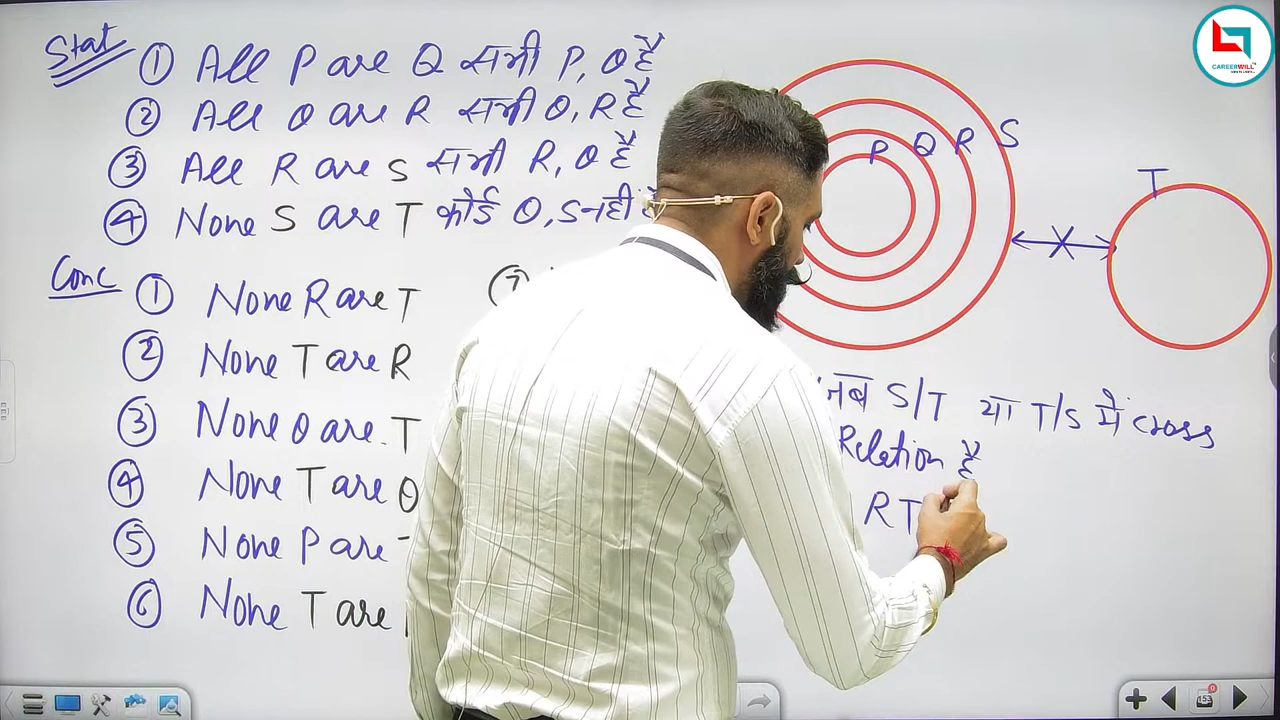 Stat ① All P are Q सभी P, Q हैं
② All Q are R सभी Q, R हैं
③ All R are S सभी R, Q हैं
④ None S are T कोई Q, S नहीं
Conc ① None R are T
② None T are R
③ None Q are T
④ None T are Q
⑤ None P are
⑥ None T are
⑦
P Q R S
T
जब S/T या T/S में cross
Relation है
RT
CAREERWILL
153